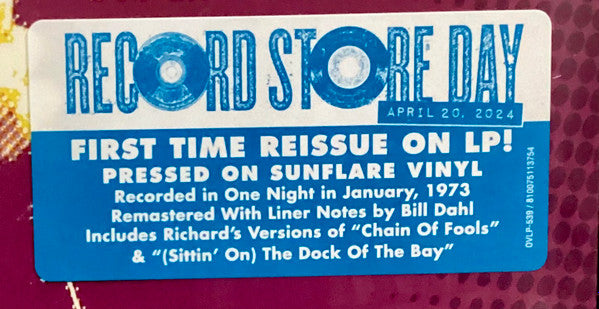 RECORD STORE DAY
APRIL 20, 2024
FIRST TIME REISSUE ON LP!
PRESSED ON SUNFLARE VINYL
Recorded in One Night in January, 1973
Remastered With Liner Notes by Bill Dahl
Includes Richard's Versions of "Chain Of Fools"
& "(Sittin' On) The Dock Of The Bay"
OVLP-539 / 810075113754